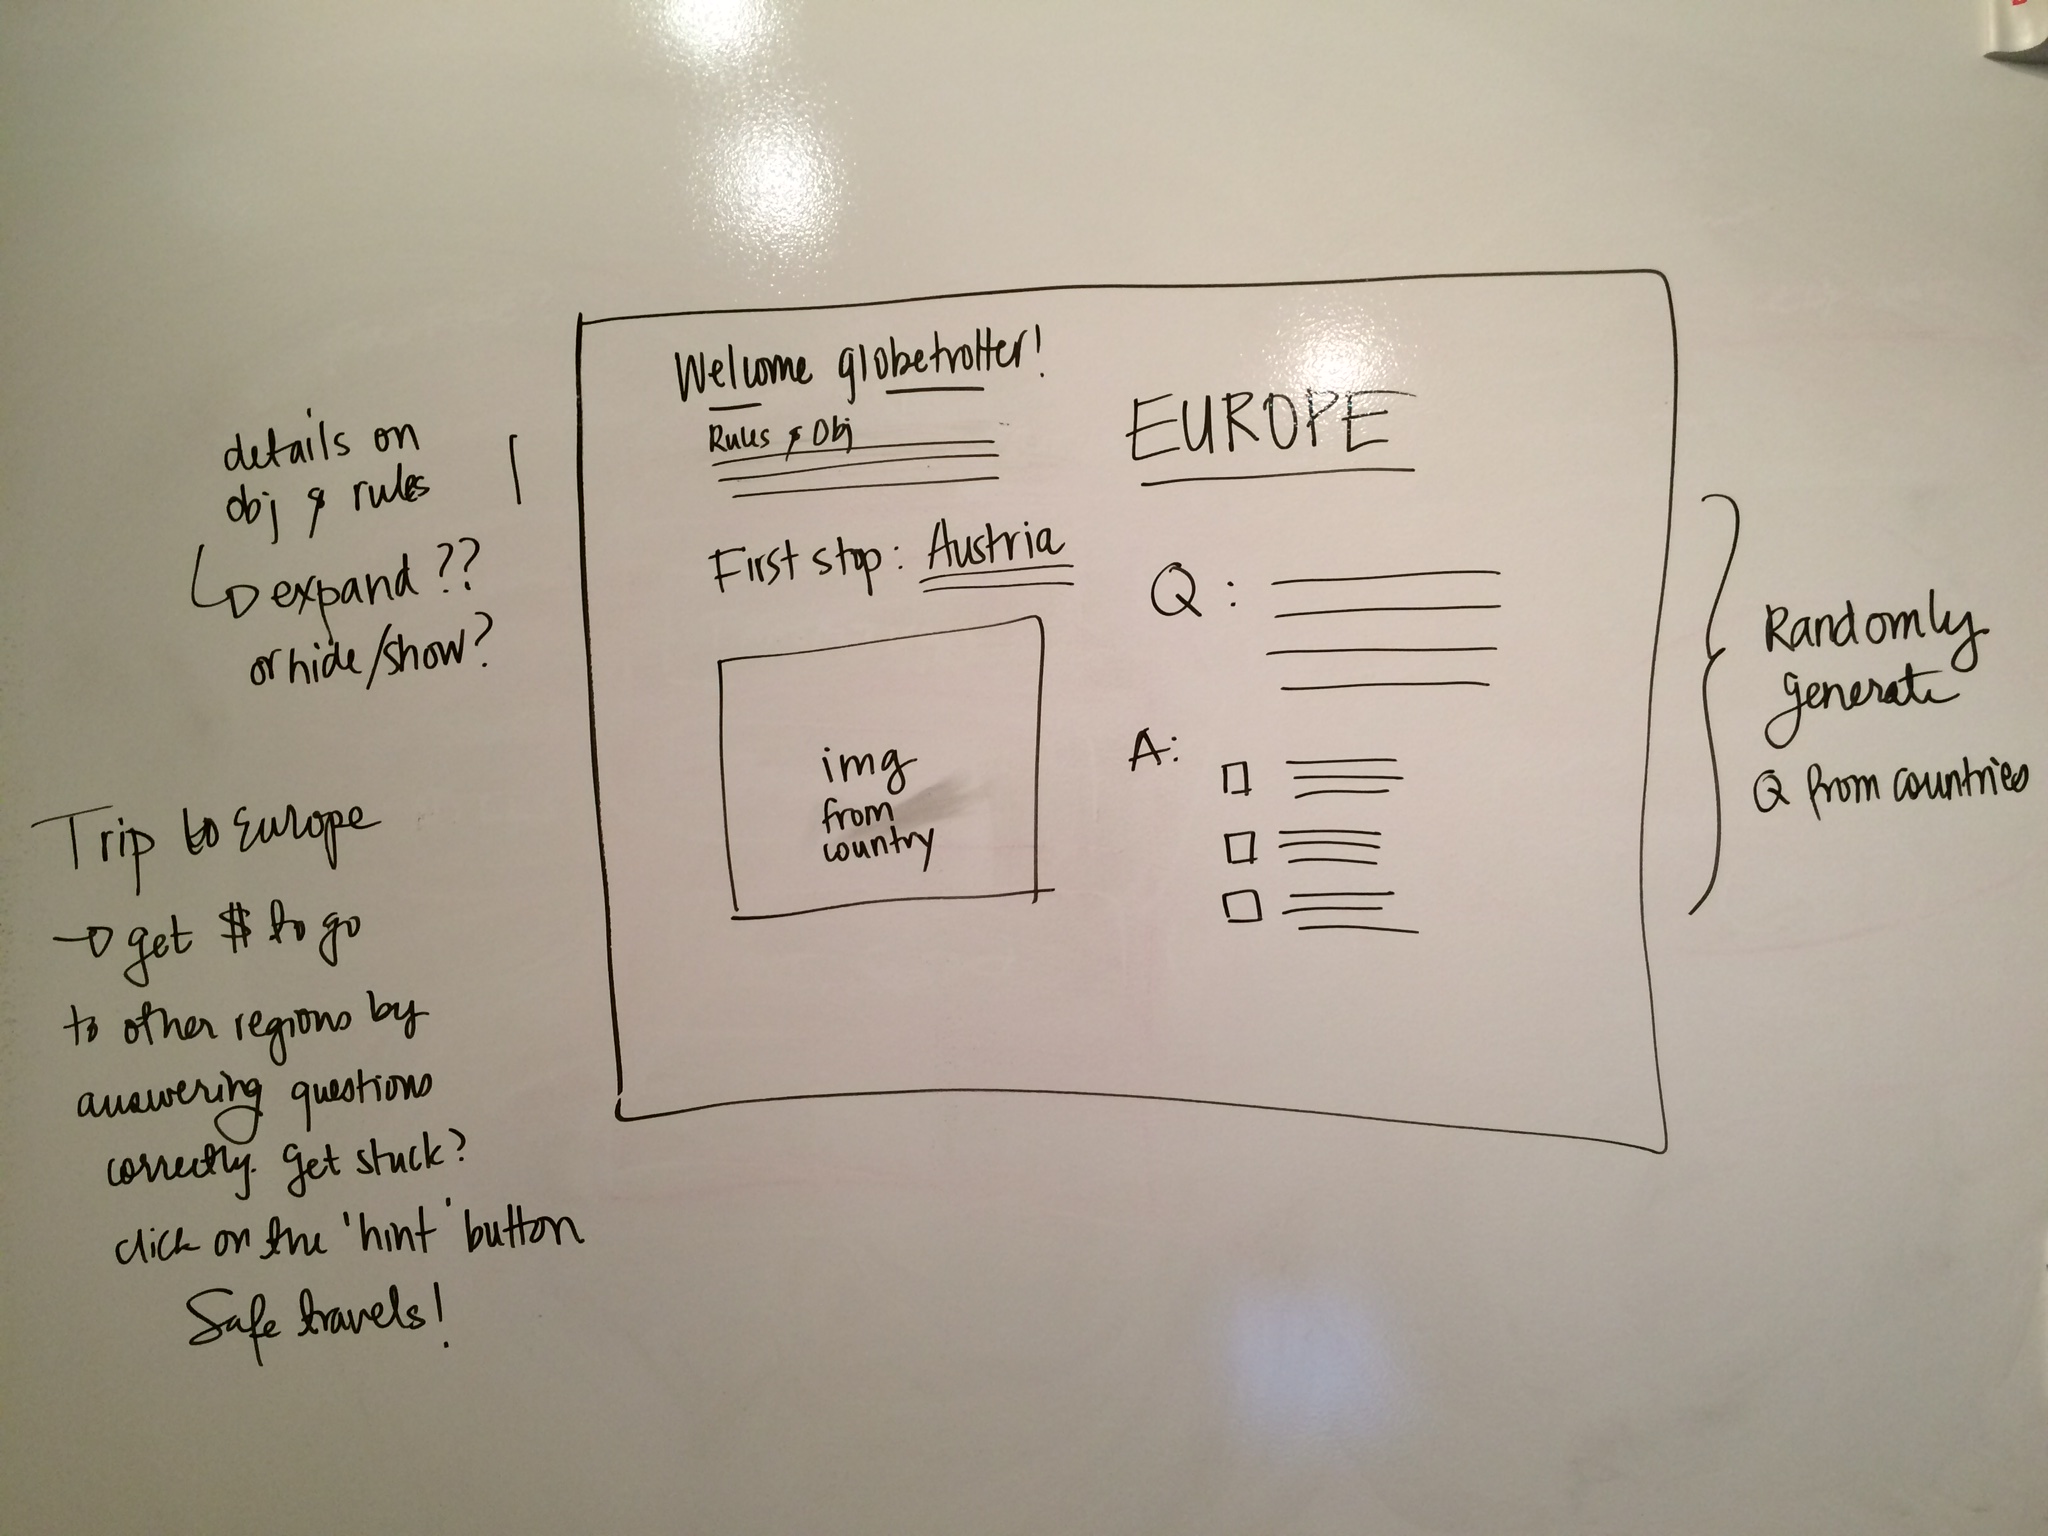 Welcome globetrotter!
Rules & Obj
First stop: Austria
img
from
country
EUROPE
Q:
A:
details on
obj & rules
expand??
or hide/show?
Trip to Europe
get $ to go
to other regions by
answering questions
correctly. Get stuck?
click on the 'hint' button
Safe travels!
Randomly
generate
Q from countries